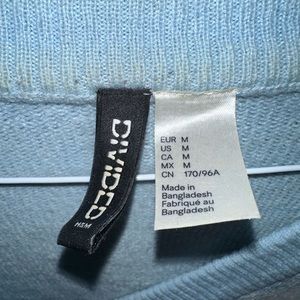 DIVIDED
H&M
EUR M
US M
CA M
MX M
CN 170/96A
Made in
Bangladesh
Fabriqué au
Bangladesh